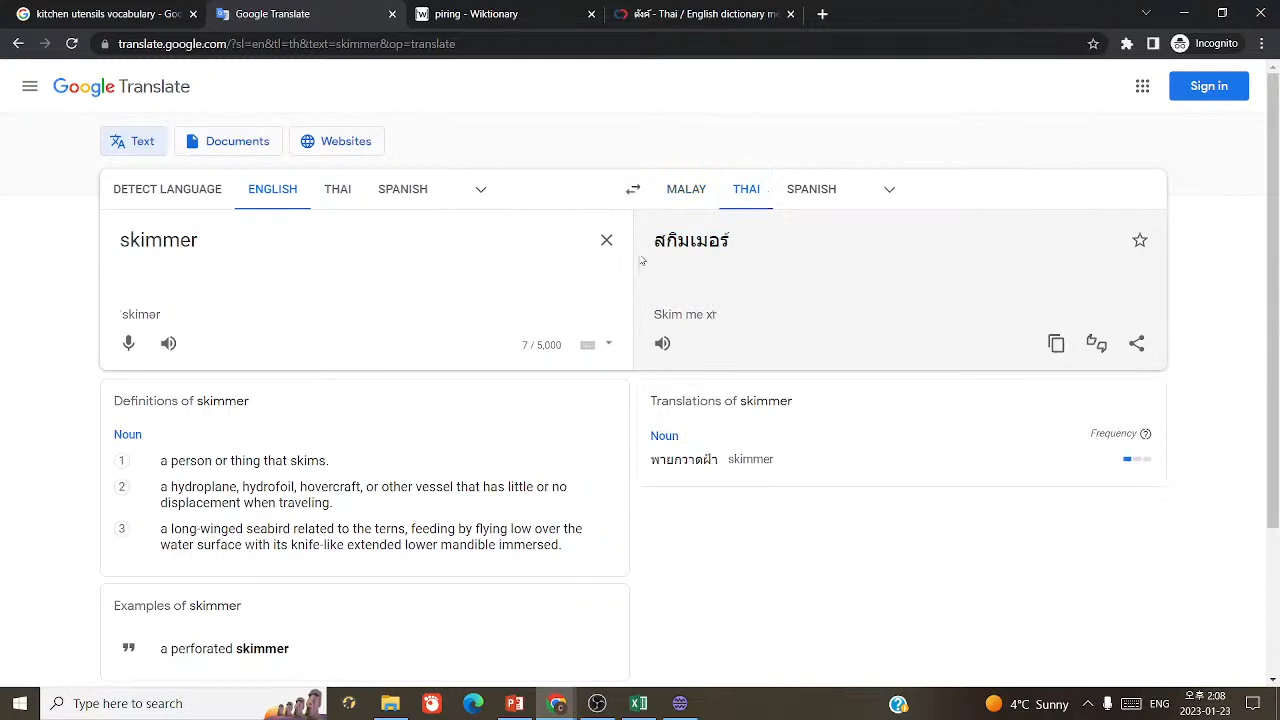 kitchen utensils vocabulary - Goo
Google Translate
piring - Wiktionary
- Thai / English dictionary me
translate.google.com/?sl=en&tl=th&text=skimmer&op=translate
Incognito
Google Translate
Sign in
Text
Documents
Websites
DETECT LANGUAGE
ENGLISH
THAI
SPANISH
MALAY
THAI
SPANISH
skimmer
สกิมเมอร์
ˈskimər
7 / 5,000
Definitions of skimmer
Translations of skimmer
Noun
1 a person or thing that skims.
2 a hydroplane, hydrofoil, hovercraft, or other vessel that has little or no
displacement when traveling.
3 a long-winged seabird related to the terns, feeding by flying low over the
water surface with its knife-like extended lower mandible immersed.
Noun
Frequency
พายกวาดฝ้า skimmer
Examples of skimmer
a perforated skimmer
Type here to search
4°C Sunny
ENG
오후 2:08
2023-01-23